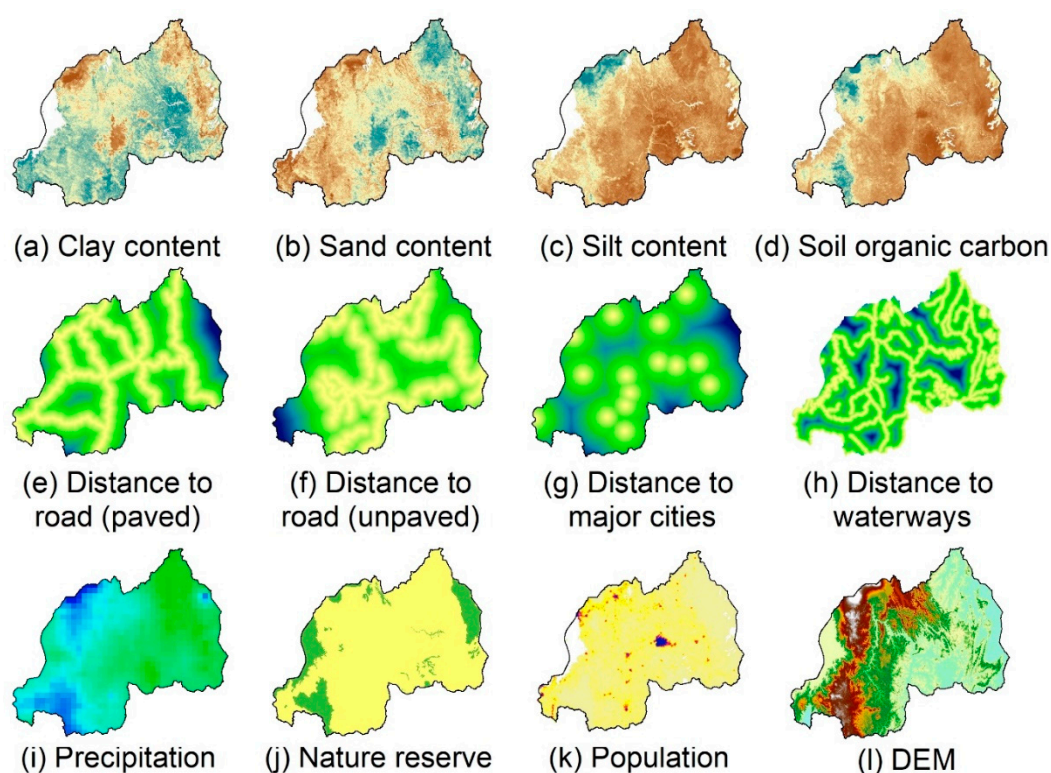 (a) Clay content
(b) Sand content
(c) Silt content
(d) Soil organic carbon
(e) Distance to
road (paved)
(f) Distance to
road (unpaved)
(g) Distance to
major cities
(h) Distance to
waterways
(i) Precipitation
(j) Nature reserve
(k) Population
(l) DEM